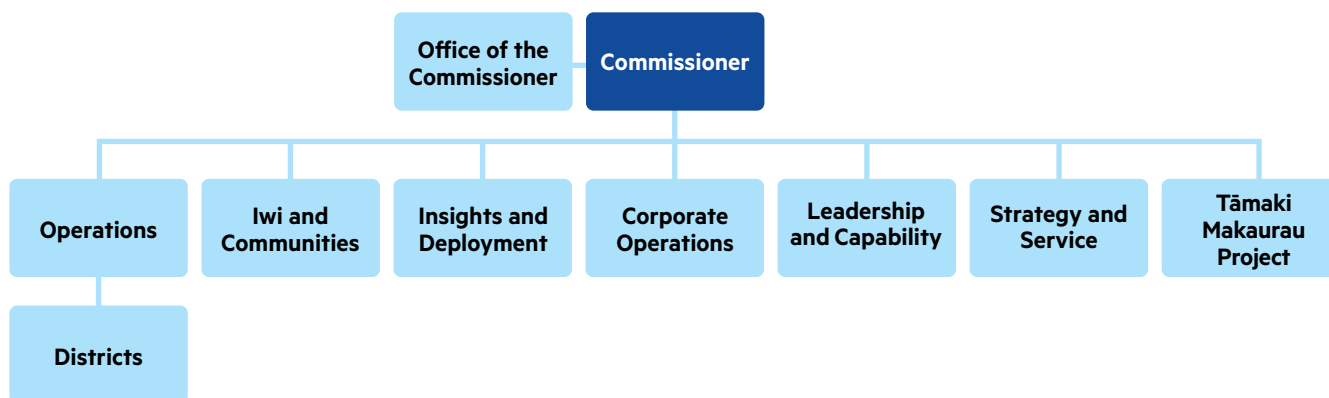 Office of the
Commissioner
Commissioner
Operations
Iwi and
Communities
Insights and
Deployment
Corporate
Operations
Leadership
and Capability
Strategy and
Service
Tāmaki
Makaurau
Project
Districts